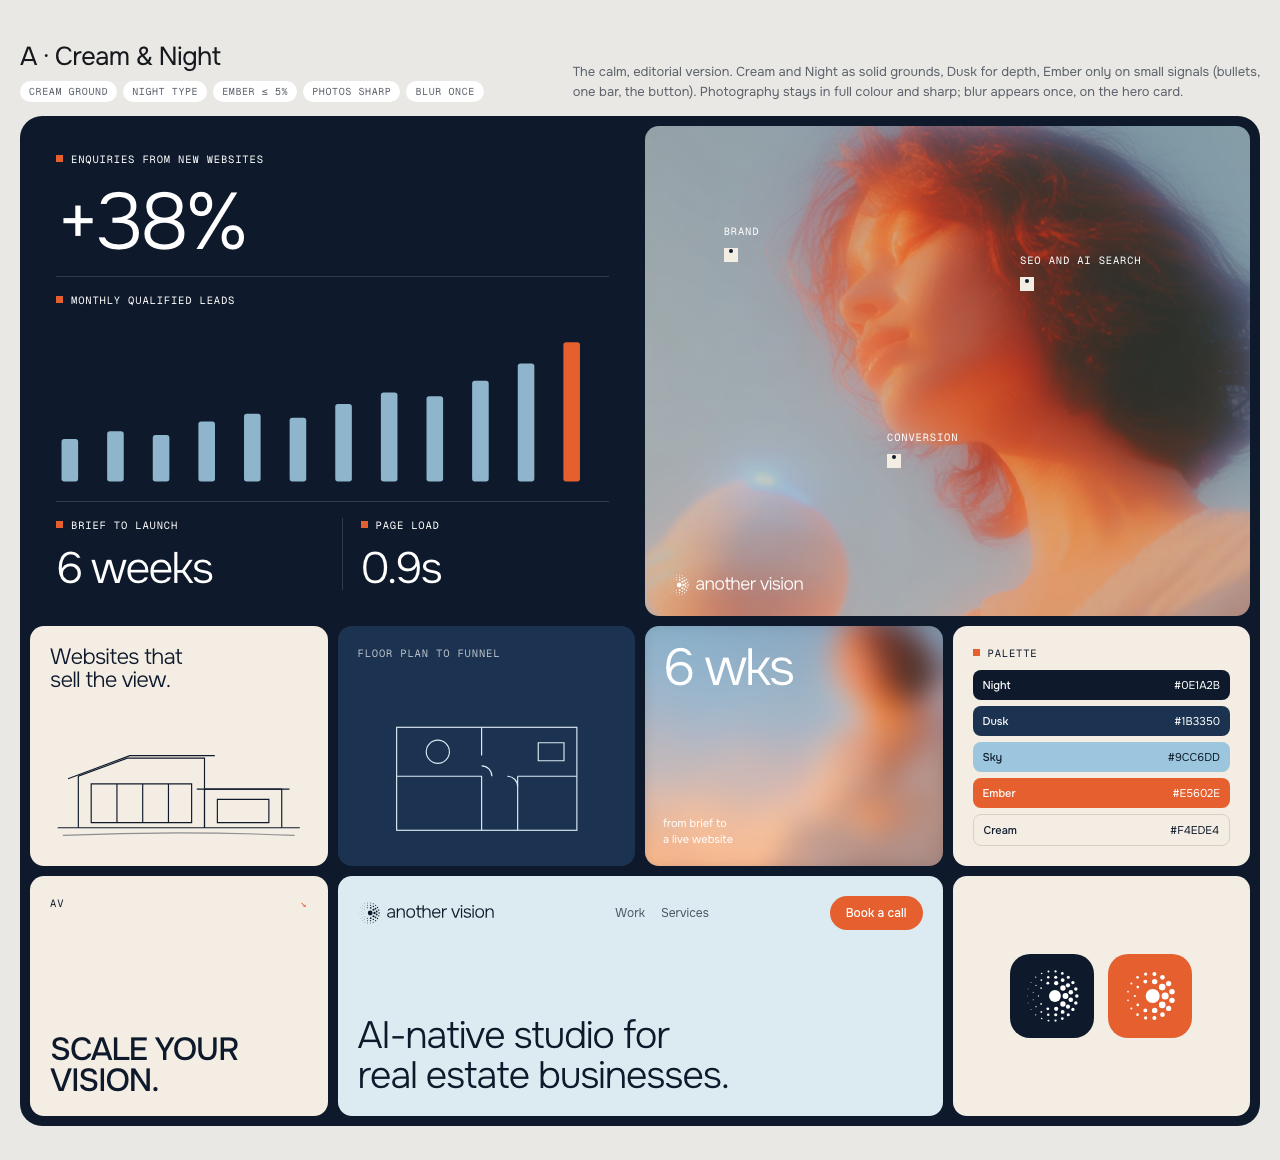 A · Cream & Night
CREAM GROUND
NIGHT TYPE
EMBER ≤ 5%
PHOTOS SHARP
BLUR ONCE
The calm, editorial version. Cream and Night as solid grounds, Dusk for depth, Ember only on small signals (bullets,
one bar, the button). Photography stays in full colour and sharp; blur appears once, on the hero card.
ENQUIRIES FROM NEW WEBSITES
+38%
MONTHLY QUALIFIED LEADS
BRIEF TO LAUNCH
6 weeks
PAGE LOAD
0.9s
BRAND
SEO AND AI SEARCH
CONVERSION
another vision
Websites that
sell the view.
FLOOR PLAN TO FUNNEL
6 wks
from brief to
a live website
PALETTE
Night #0E1A2B
Dusk #1B3350
Sky #9CC6DD
Ember #E5602E
Cream #F4EDE4
AV ↘
SCALE YOUR
VISION.
another vision
Work Services
Book a call
AI-native studio for
real estate businesses.